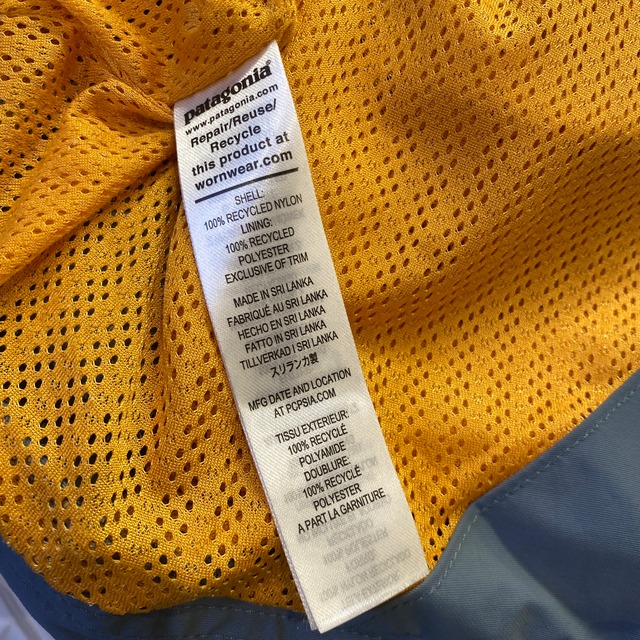 patagonia®
www.patagonia.com
Repair/Reuse/
Recycle
this product at
wornwear.com
SHELL:
100% RECYCLED NYLON
LINING:
100% RECYCLED
POLYESTER
EXCLUSIVE OF TRIM
MADE IN SRI LANKA
FABRIQUÉ AU SRI LANKA
HECHO EN SRI LANKA
FATTO IN SRI LANKA
TILLVERKAD I SRI LANKA
スリランカ製
MFG DATE AND LOCATION
AT PCPSIA.COM
TISSU EXTERIEUR:
100% RECYCLÉ
POLYAMIDE
DOUBLURE:
100% RECYCLÉ
POLYESTER
A PART LA GARNITURE